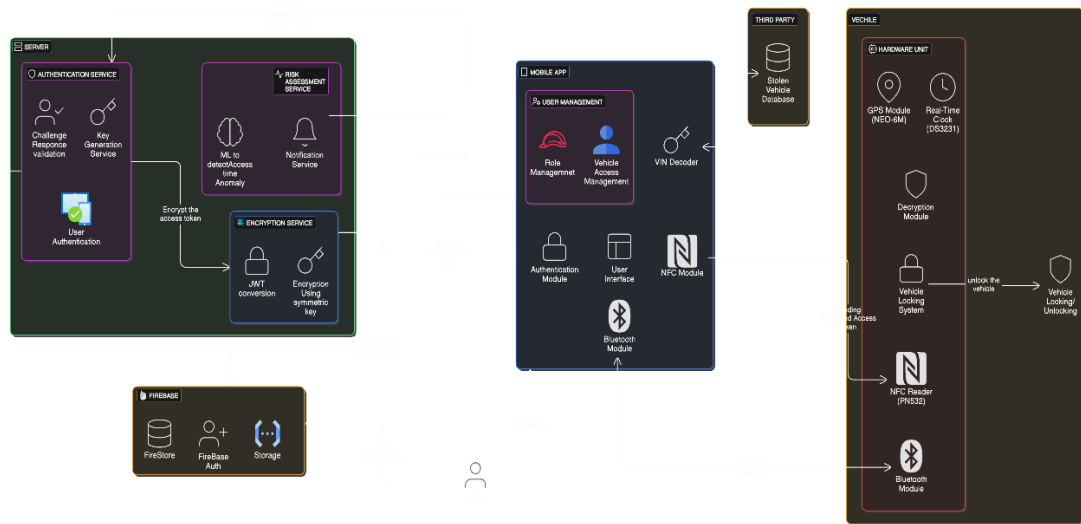 SERVER
AUTHENTICATION SERVICE
Challenge
Responce
validation
Key
Generation
Service
User
Authentication
RISK
ASSESSMENT
SERVICE
ML to
detectAccess
time
Anomaly
Notification
Service
Encrypt the
access token
ENCRYPTION SERVICE
JWT
conversion
Encryption
Using
symmetric
key
FIREBASE
FireStore
FireBase
Auth
Storage
MOBILE APP
USER MANAGEMENT
Role
Managemnet
Vehicle
Access
Management
VIN Decoder
Authentication
Module
User
Interface
NFC Module
Bluetooth
Module
THIRD PARTY
Stolen
Vehicle
Database
VECHILE
HARDWARE UNIT
GPS Module
(NEO-6M)
Real-Time
Clock
(DS3231)
Decryption
Module
Vehicle
Locking
System
unlock the
vehicle
Vehicle
Locking/
Unlocking
Access
NFC Reader
(PN532)
Bluetooth
Module